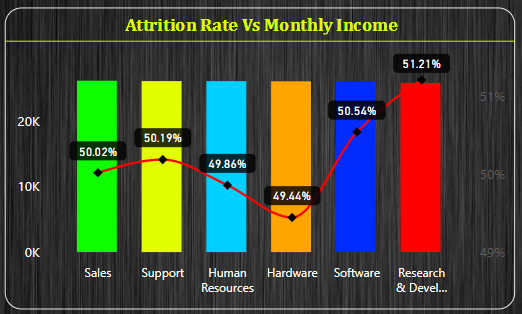 Attrition Rate Vs Monthly Income
51.21%
51%
20K
50.54%
50.19%
50.02%
49.86%
50%
10K
49.44%
0K
49%
Sales
Support
Human
Resources
Hardware
Software
Research
& Devel...